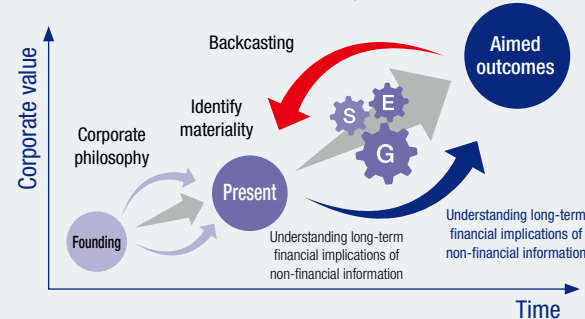 Backcasting
Aimed
outcomes
Identify
materiality
S
E
G
Corporate
philosophy
Present
Founding
Understanding long-term
financial implications of
non-financial information
Understanding long-term
financial implications of
non-financial information
Corporate value
Time